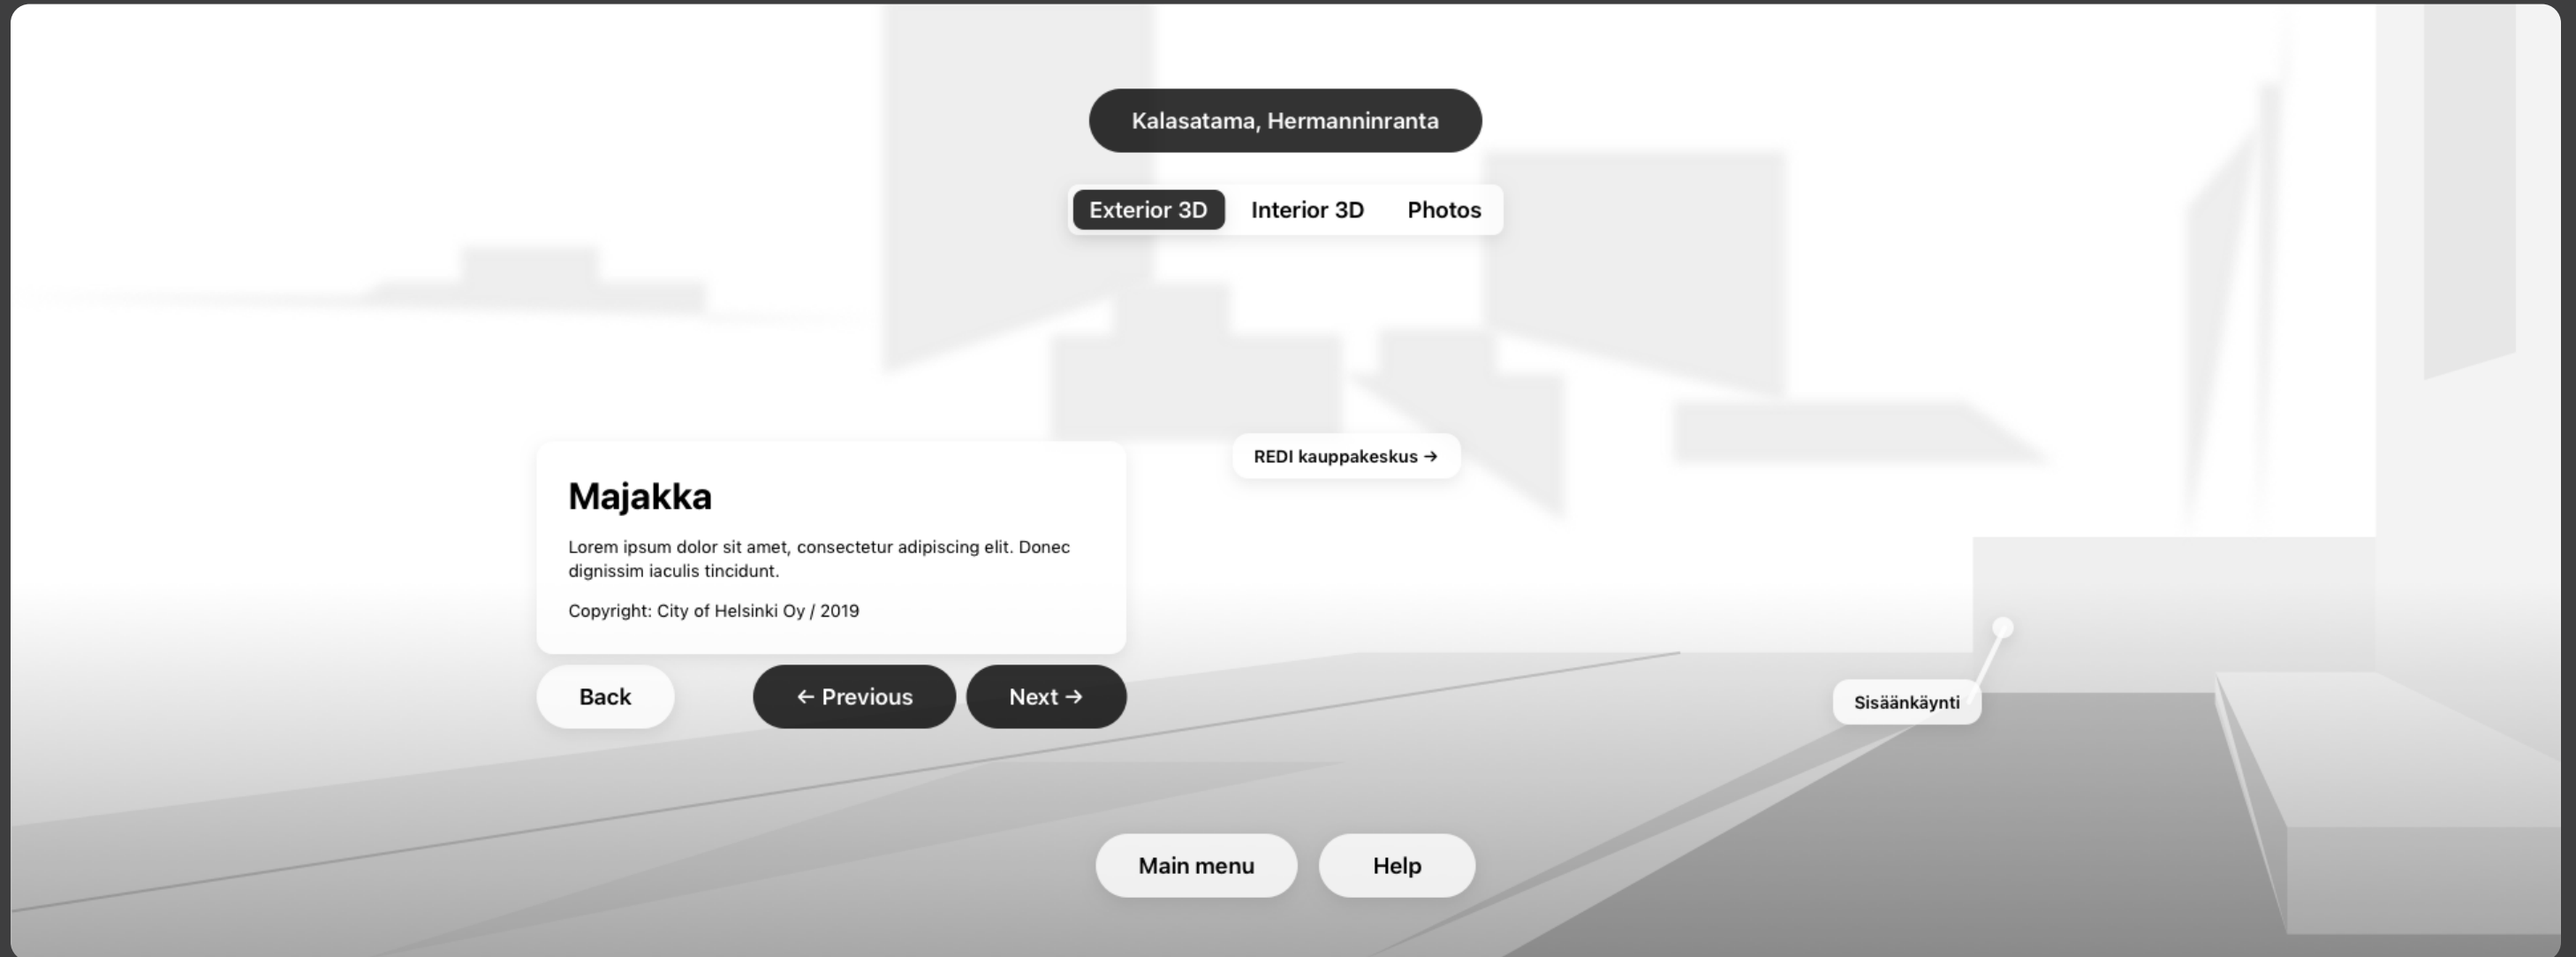 Kalasatama, Hermanninranta
Exterior 3D Interior 3D Photos
REDI kauppakeskus →
Majakka
Lorem ipsum dolor sit amet, consectetur adipiscing elit. Donec
dignissim iaculis tincidunt.
Copyright: City of Helsinki Oy / 2019
Back ← Previous Next →
Sisäänkäynti
Main menu Help